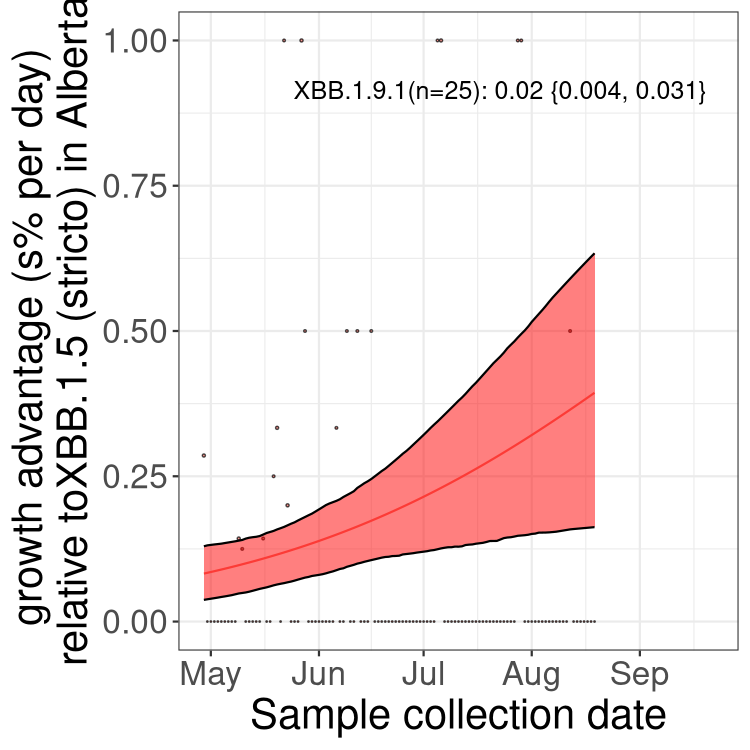 growth advantage (s% per day)
relative toXBB.1.5 (stricto) in Alberta
1.00
0.75
0.50
0.25
0.00
XBB.1.9.1(n=25): 0.02 {0.004, 0.031}
May Jun Jul Aug Sep
Sample collection date